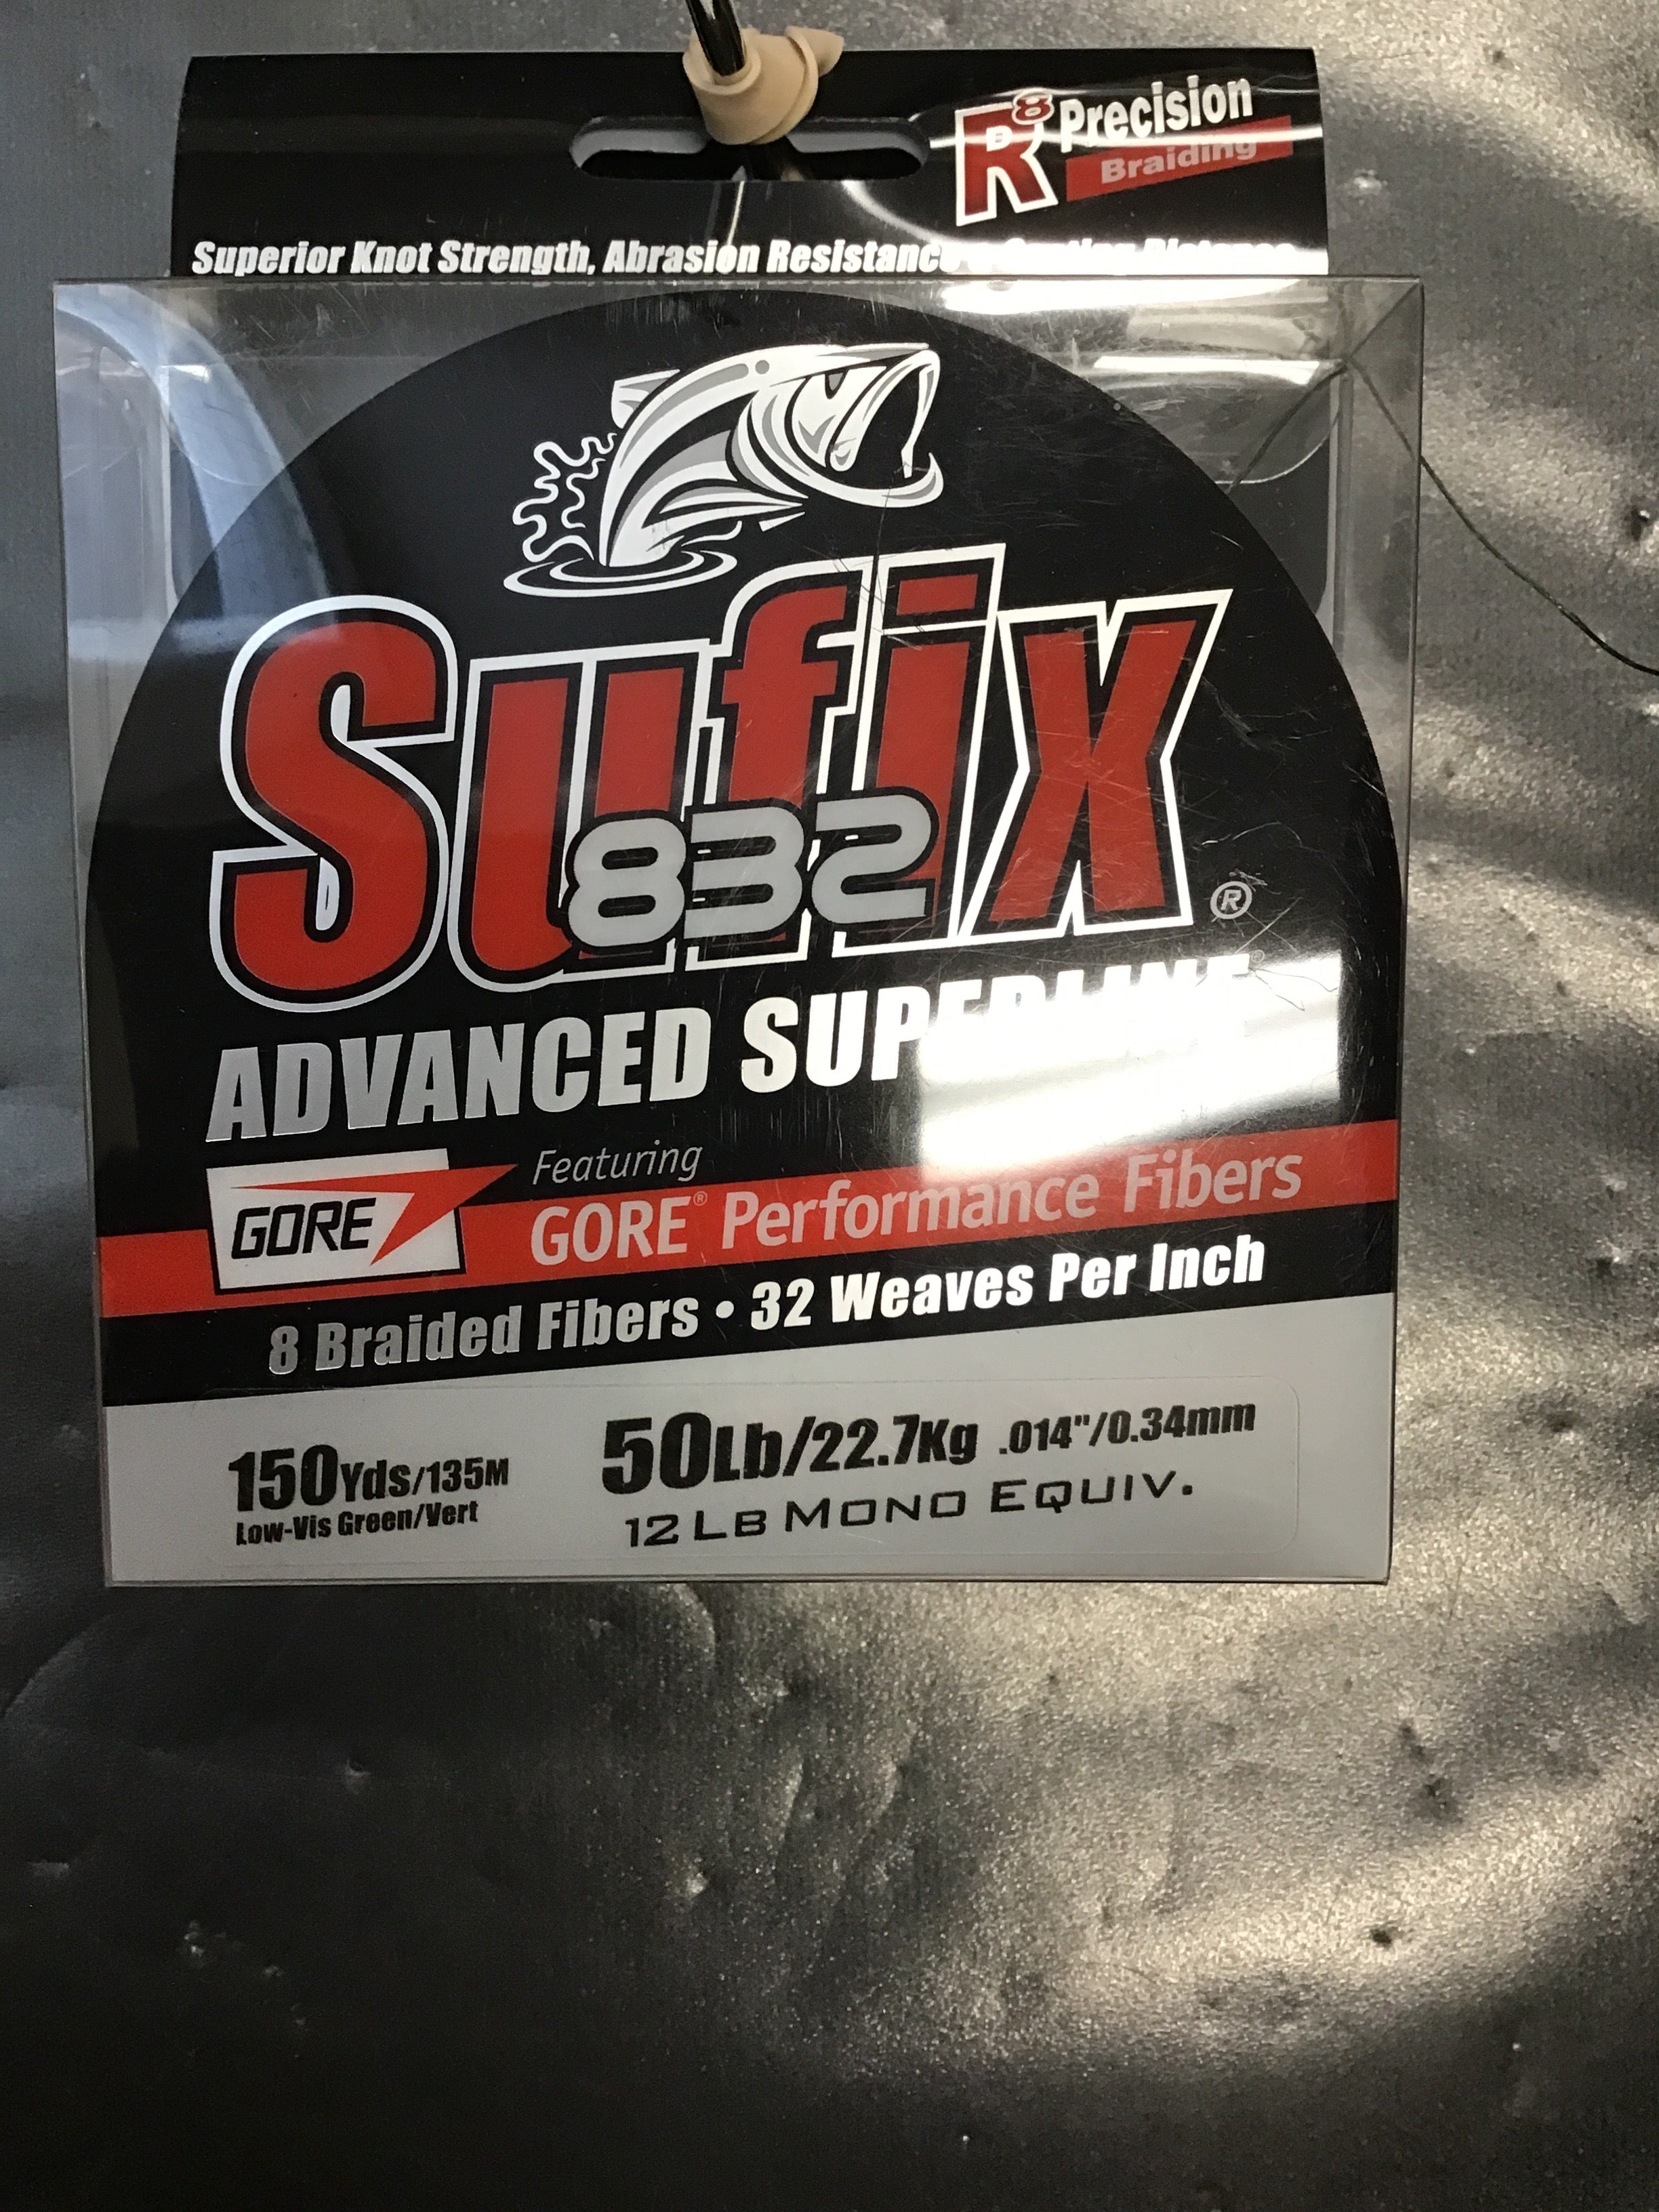 R8 Precision
Braiding
Superior Knot Strength, Abrasion Resistance
Sufix
832
®
ADVANCED SUPERLINE
GORE
Featuring
GORE® Performance Fibers
8 Braided Fibers • 32 Weaves Per Inch
150Yds/135M
Low-Vis Green/Vert
50Lb/22.7Kg .014"/0.34mm
12 LB MONO EQUIV.